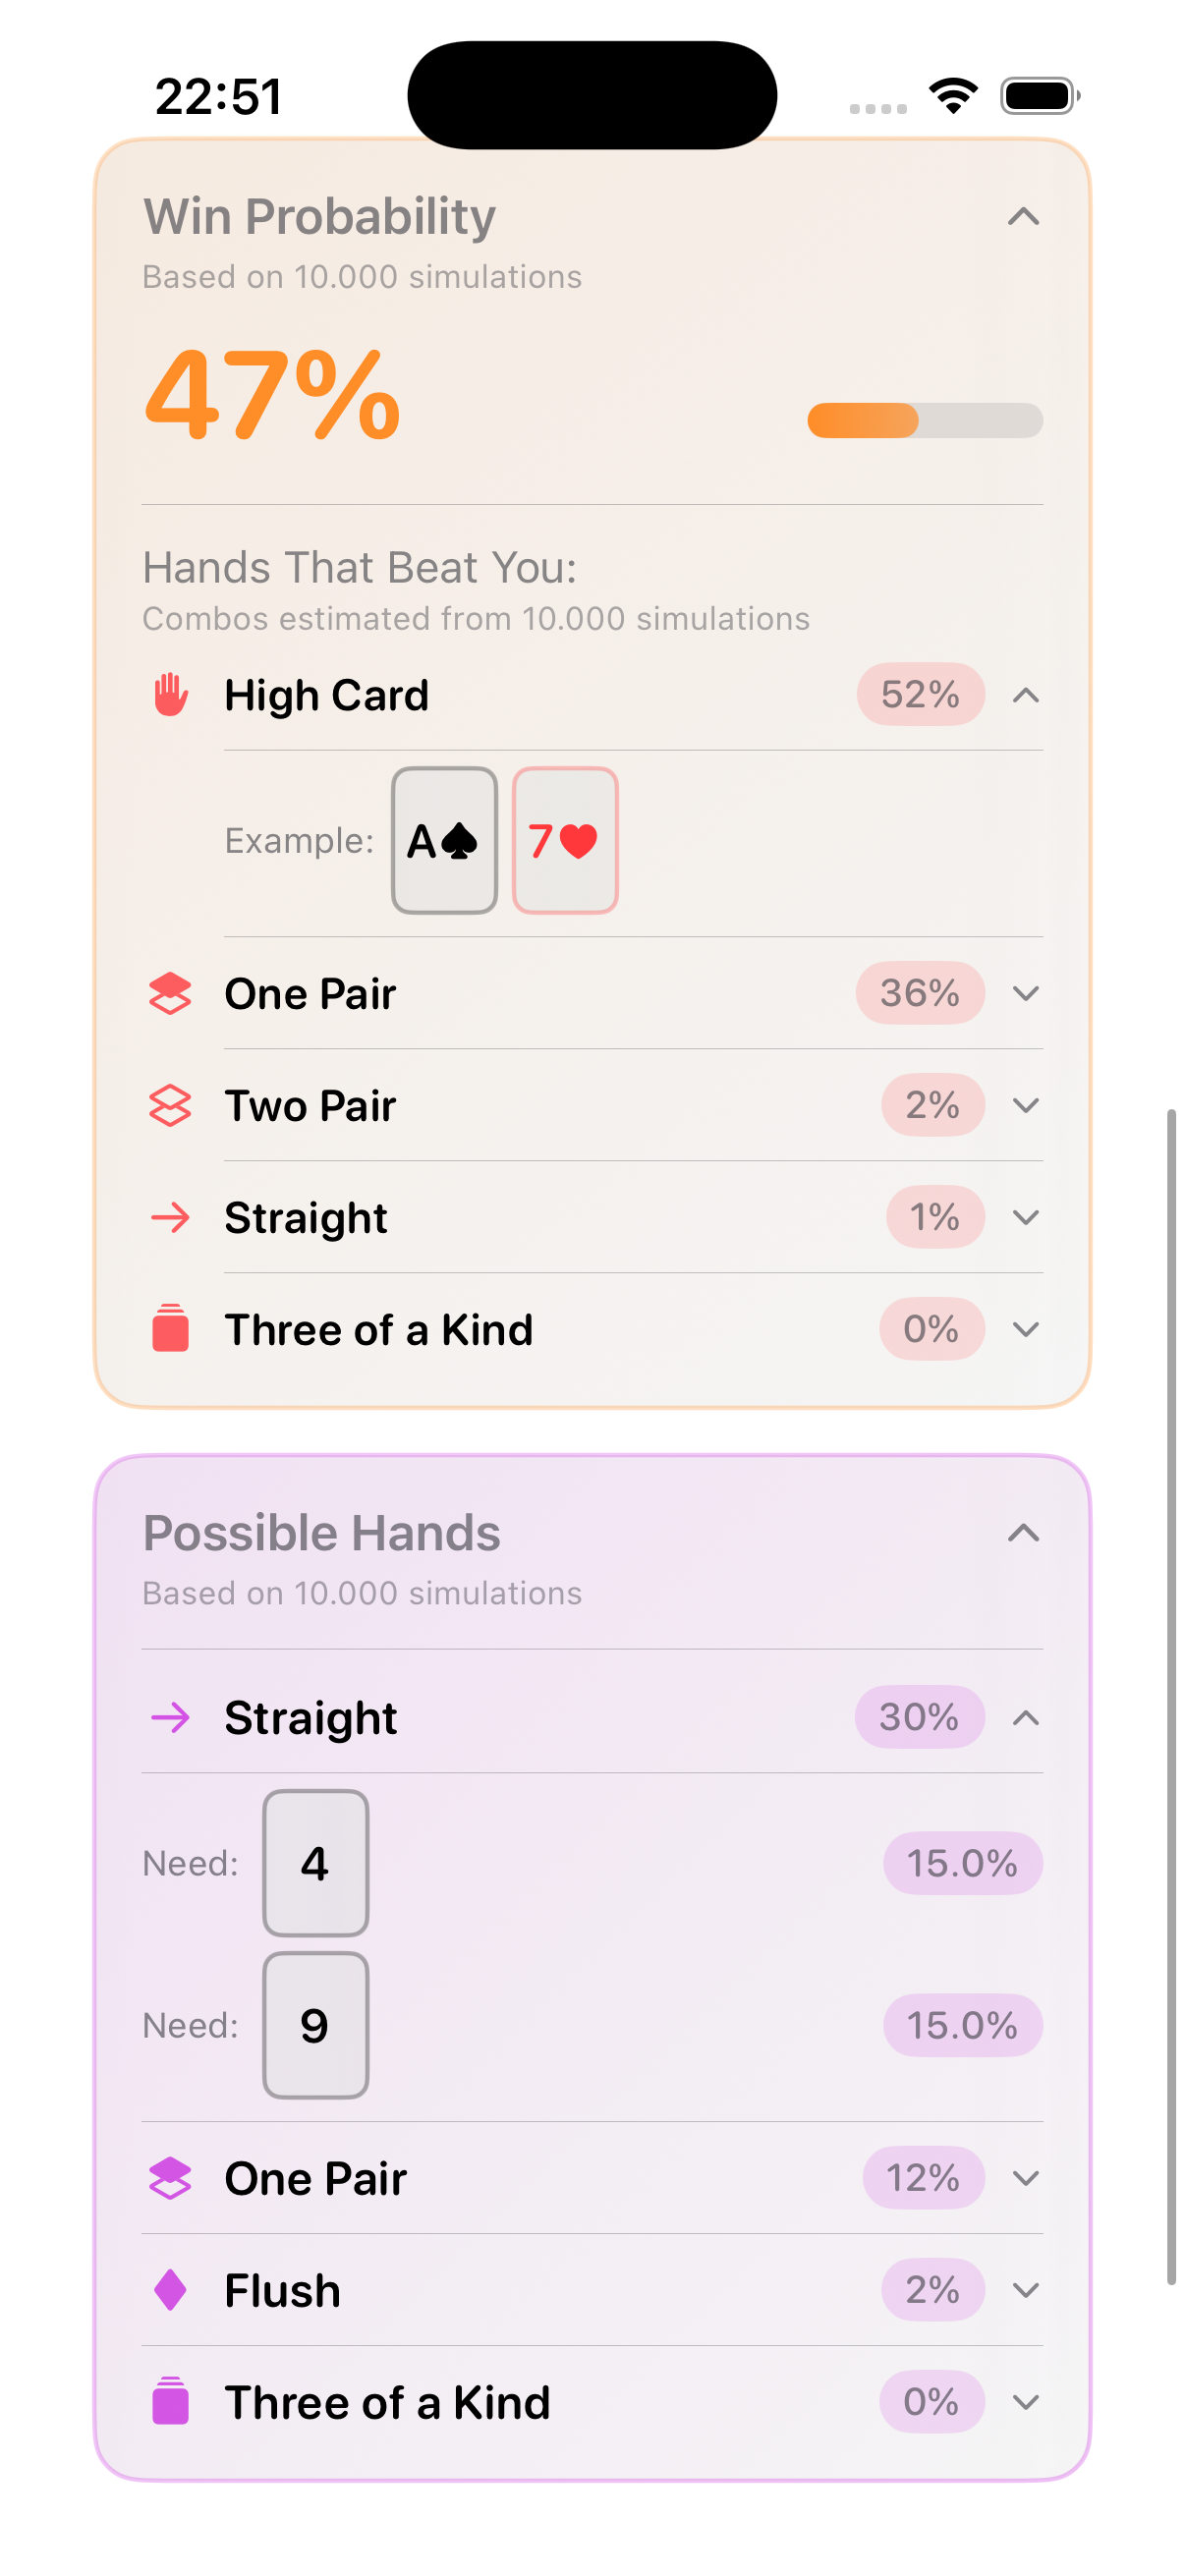 22:51
Win Probability
Based on 10.000 simulations
47%
Hands That Beat You:
Combos estimated from 10.000 simulations
High Card 52%
Example: A♠ 7♥
One Pair 36%
Two Pair 2%
Straight 1%
Three of a Kind 0%
Possible Hands
Based on 10.000 simulations
Straight 30%
Need: 4 15.0%
Need: 9 15.0%
One Pair 12%
Flush 2%
Three of a Kind 0%